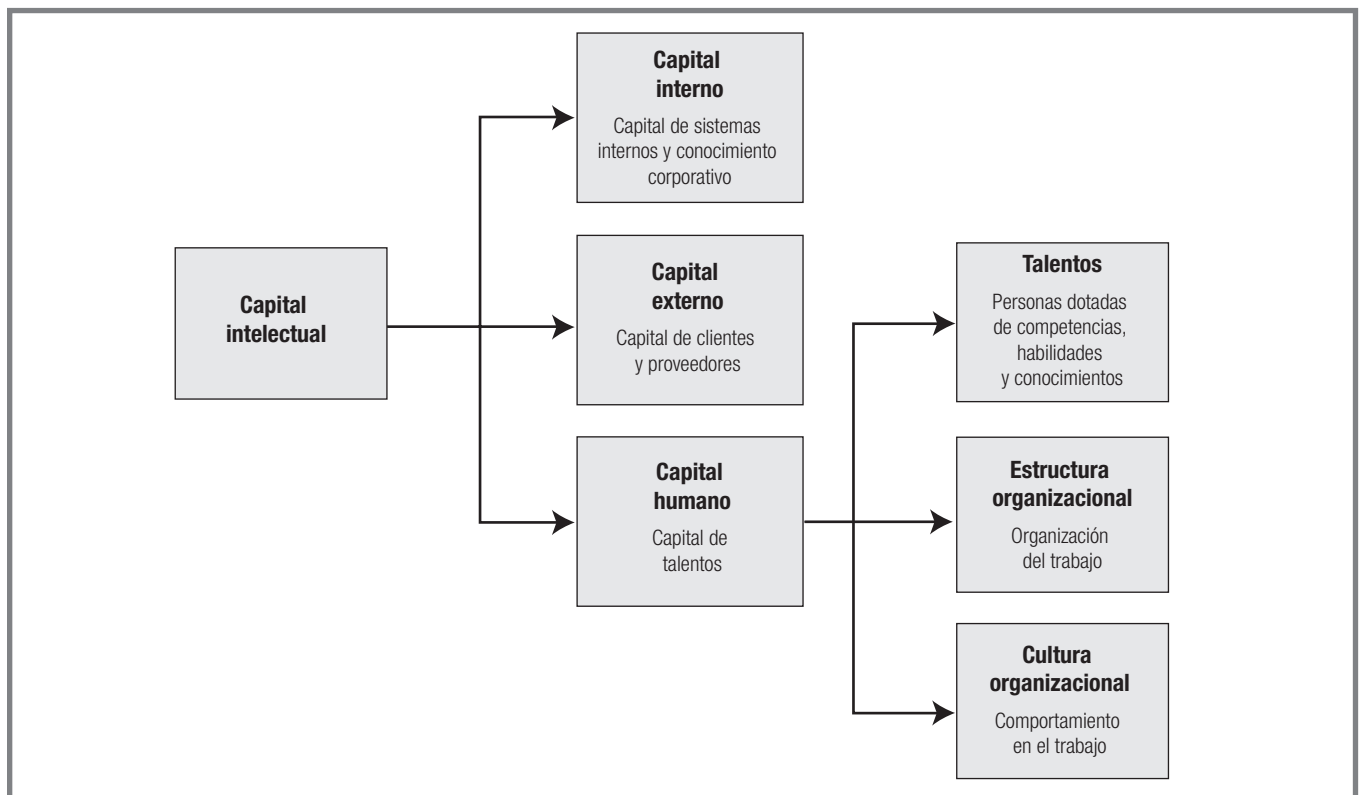 Capital
intelectual
Capital
interno
Capital de sistemas
internos y conocimiento
corporativo
Capital
externo
Capital de clientes
y proveedores
Capital
humano
Capital de
talentos
Talentos
Personas dotadas
de competencias,
habilidades
y conocimientos
Estructura
organizacional
Organización
del trabajo
Cultura
organizacional
Comportamiento
en el trabajo